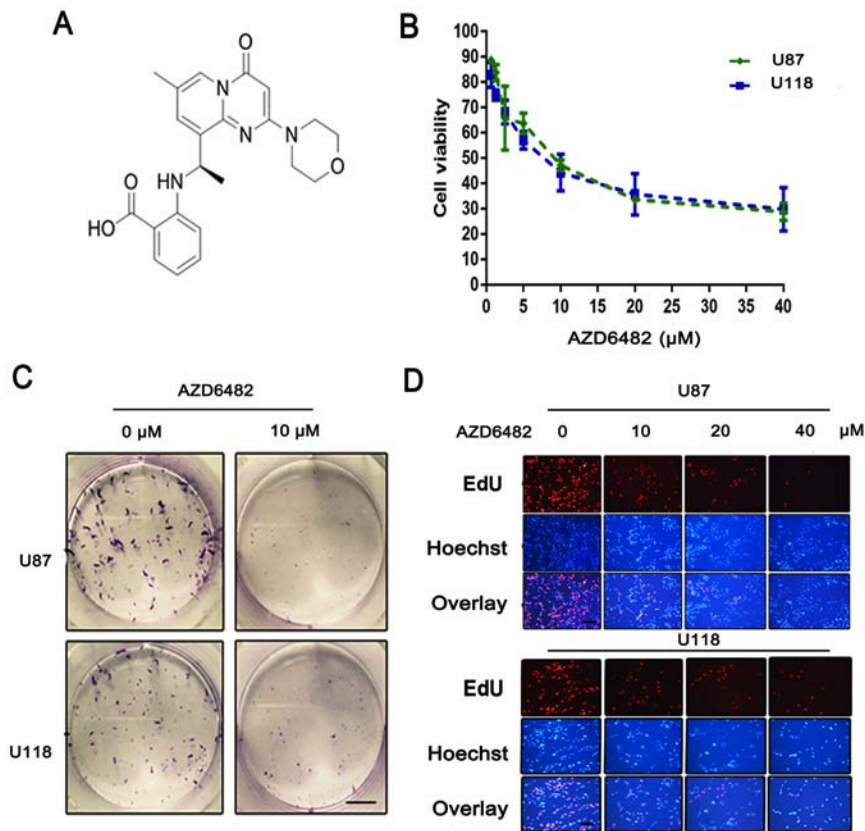 A
O
N
N
N
O
HN
O
HO
B
Cell viability
100
90
80
70
60
50
40
30
20
10
0
0 5 10 15 20 25 30 35 40
AZD6482 (µM)
U87
U118
C
AZD6482
0 µM 10 µM
U87
U118
D
U87
AZD6482 0 10 20 40 µM
EdU
Hoechst
Overlay
U118
EdU
Hoechst
Overlay